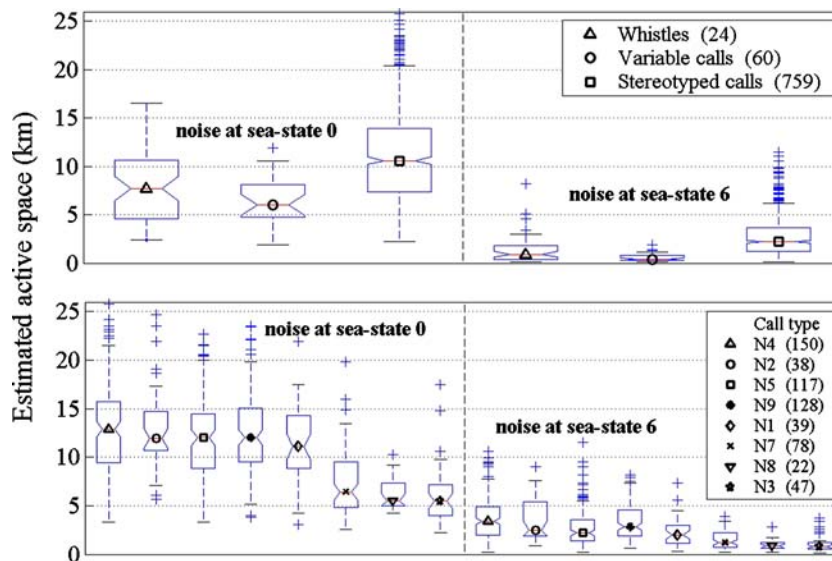 Estimated active space (km)
25
20
15
10
5
0
noise at sea-state 0
noise at sea-state 6
Whistles (24)
Variable calls (60)
Stereotyped calls (759)
25
20
15
10
5
0
noise at sea-state 0
noise at sea-state 6
Call type
N4 (150)
N2 (38)
N5 (117)
N9 (128)
N1 (39)
N7 (78)
N8 (22)
N3 (47)